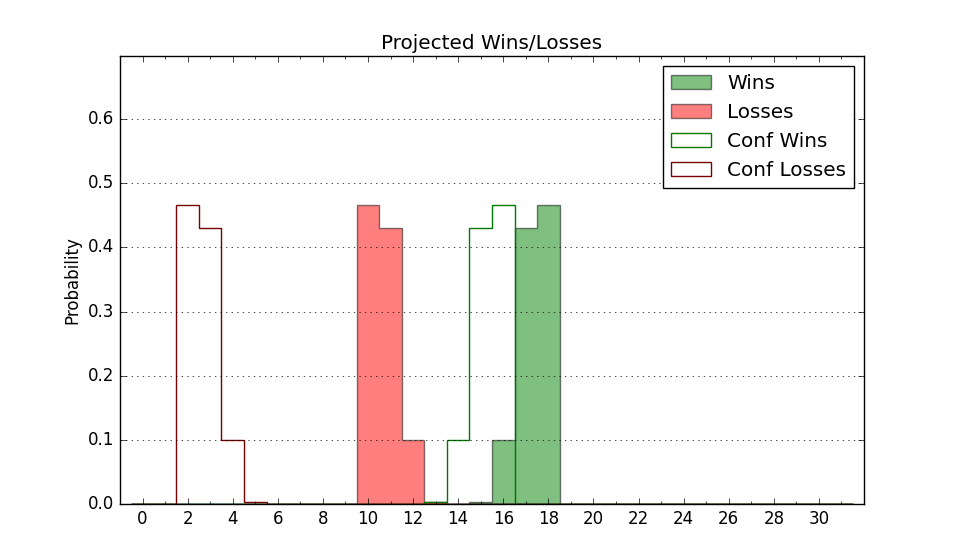 Projected Wins/Losses
Wins
Losses
Conf Wins
Conf Losses
Probability
0.6
0.5
0.4
0.3
0.2
0.1
0.0
0 2 4 6 8 10 12 14 16 18 20 22 24 26 28 30